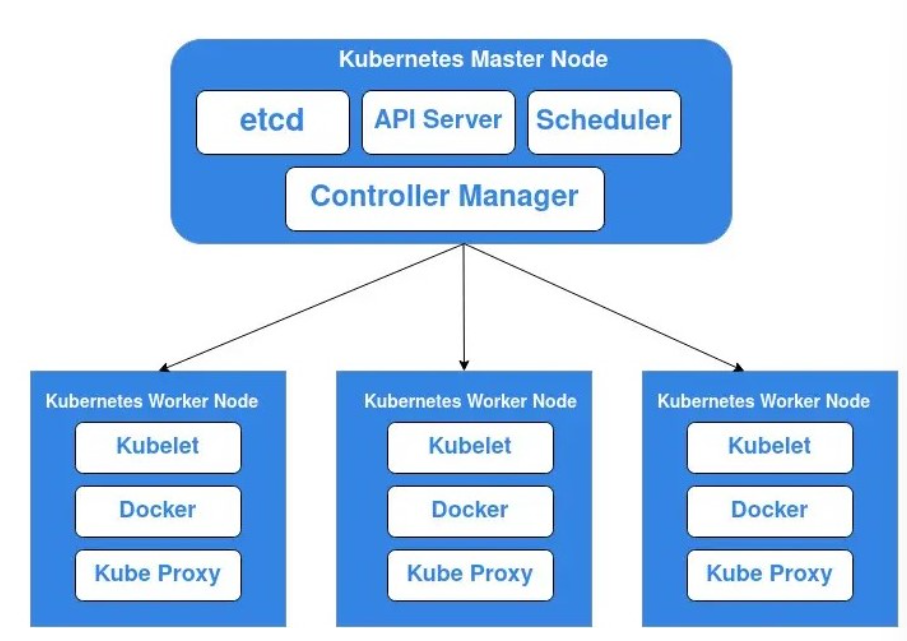 Kubernetes Master Node
etcd
API Server
Scheduler
Controller Manager
Kubernetes Worker Node
Kubelet
Docker
Kube Proxy
Kubernetes Worker Node
Kubelet
Docker
Kube Proxy
Kubernetes Worker Node
Kubelet
Docker
Kube Proxy